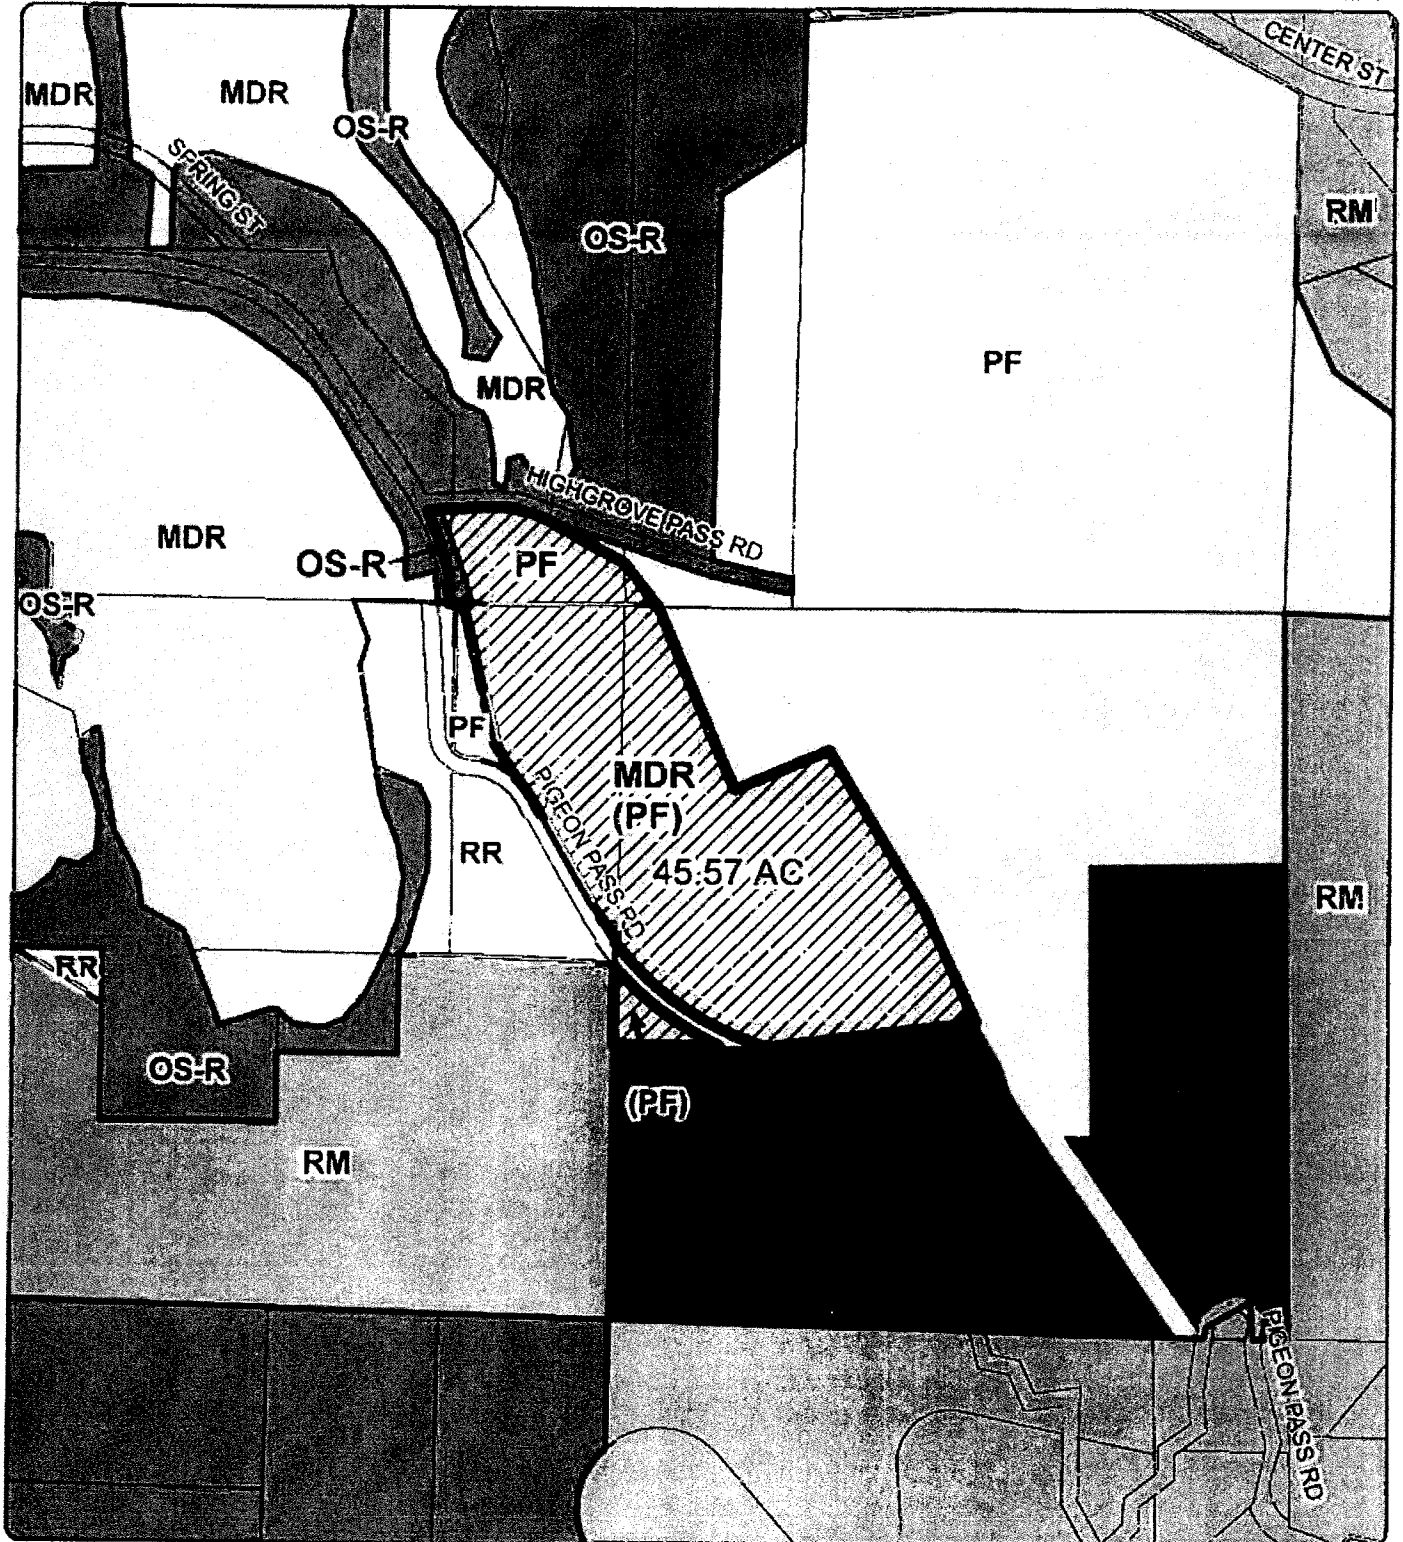 CENTER ST
MDR
MDR
OS-R
SPRING ST
RM
OS-R
PF
MDR
HIGHGROVE PASS RD
MDR
OS-R
PF
OS-R
PF
MDR
(PF)
45.57 AC
PIGEON PASS RD
RR
RM
RR
OS-R
(PF)
RM
PIGEON PASS RD